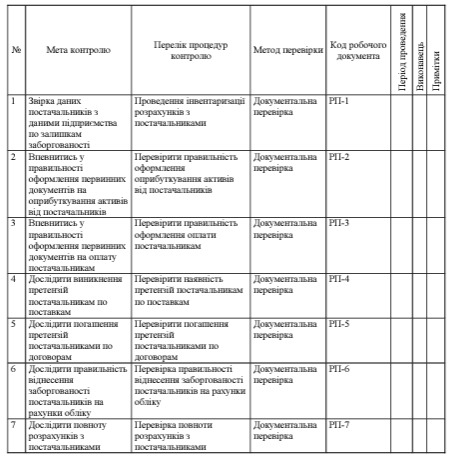 №
Мета контролю
Перелік процедур
контролю
Метод перевірки
Код робочого
документа
Період проведення
Виконавець
Примітки
1
Звірка даних
постачальників з
даними підприємства
по залишкам
заборгованості
Проведення інвентаризації
розрахунків з
постачальниками
Документальна
перевірка
РП-1
2
Впевнитись у
правильності
оформлення первинних
документів на
оприбуткування активів
від постачальників
Перевірити правильність
оформлення
оприбуткування активів
від постачальників
Документальна
перевірка
РП-2
3
Впевнитись у
правильності
оформлення первинних
документів на оплату
постачальникам
Перевірити правильність
оформлення оплати
постачальникам
Документальна
перевірка
РП-3
4
Дослідити виникнення
претензій
постачальникам по
поставкам
Перевірити наявність
претензій постачальникам
по поставкам
Документальна
перевірка
РП-4
5
Дослідити погашення
претензій
постачальниками по
договорам
Перевірити погашення
претензій
постачальниками по
договорам
Документальна
перевірка
РП-5
6
Дослідити правильність
віднесення
заборгованості
постачальників на
рахунки обліку
Перевірка правильності
віднесення заборгованості
постачальників на рахунки
обліку
Документальна
перевірка
РП-6
7
Дослідити повноту
розрахунків з
постачальниками
Перевірка повноти
розрахунків з
постачальниками
Документальна
перевірка
РП-7